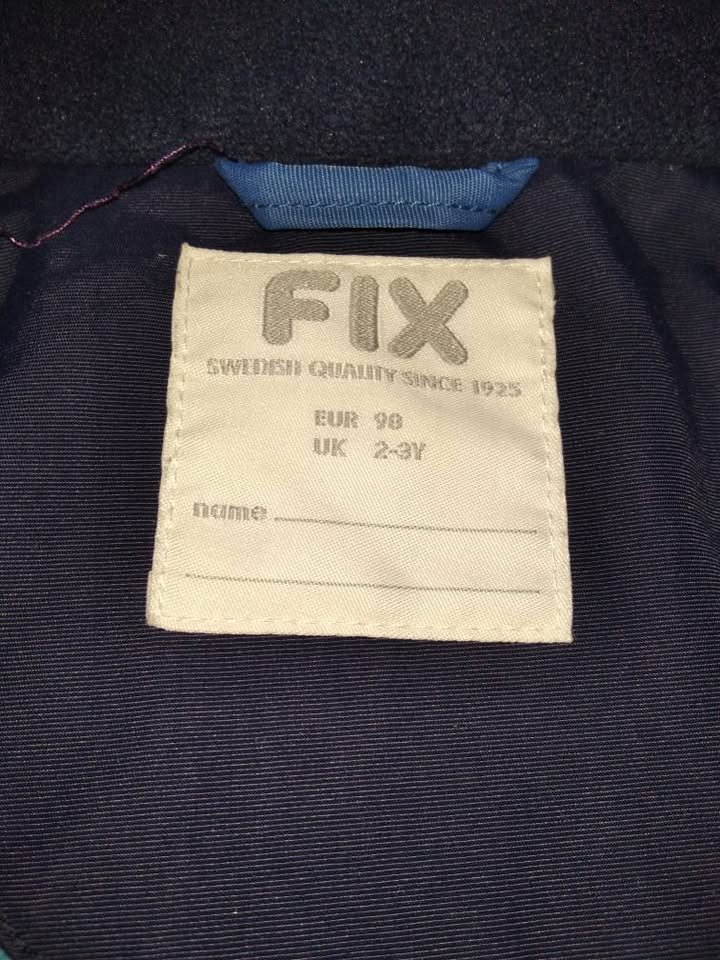 FIX
SWEDISH QUALITY SINCE 1925
EUR 98
UK 2-3Y
name